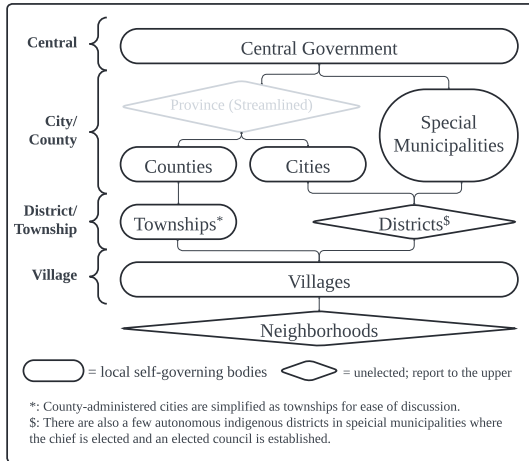 Central
Central Government
City/
County
Province (Streamlined)
Special
Municipalities
Counties
Cities
District/
Township
Townships*
Districts$
Village
Villages
Neighborhoods
= local self-governing bodies
= unelected; report to the upper
*: County-administered cities are simplified as townships for ease of discussion.
$: There are also a few autonomous indigenous districts in speicial municipalities where
the chief is elected and an elected council is established.